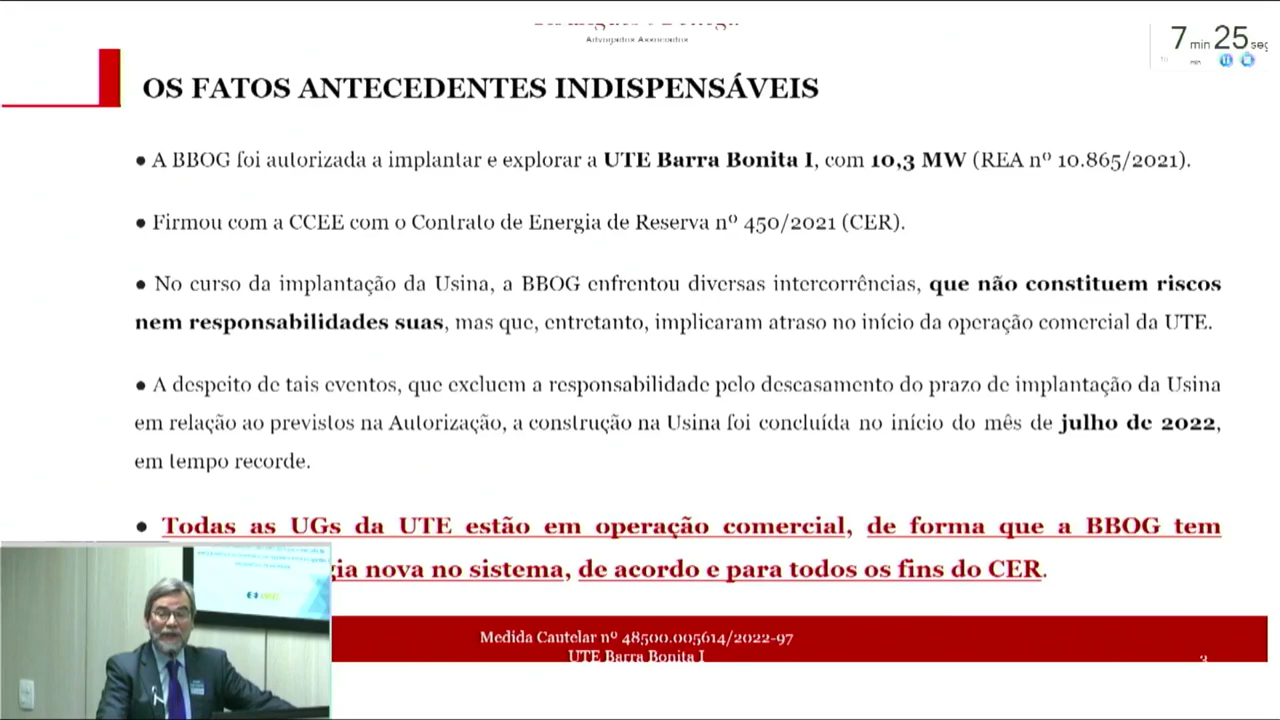 Advogados Associados
7 min 25 seg
min
OS FATOS ANTECEDENTES INDISPENSÁVEIS
● A BBOG foi autorizada a implantar e explorar a UTE Barra Bonita I, com 10,3 MW (REA nº 10.865/2021).
● Firmou com a CCEE com o Contrato de Energia de Reserva nº 450/2021 (CER).
● No curso da implantação da Usina, a BBOG enfrentou diversas intercorrências, que não constituem riscos
nem responsabilidades suas, mas que, entretanto, implicaram atraso no início da operação comercial da UTE.
● A despeito de tais eventos, que excluem a responsabilidade pelo descasamento do prazo de implantação da Usina
em relação ao previstos na Autorização, a construção na Usina foi concluída no início do mês de julho de 2022,
em tempo recorde.
● Todas as UGs da UTE estão em operação comercial, de forma que a BBOG tem
gia nova no sistema, de acordo e para todos os fins do CER.
Medida Cautelar nº 48500.005614/2022-97
UTE Barra Bonita I
3